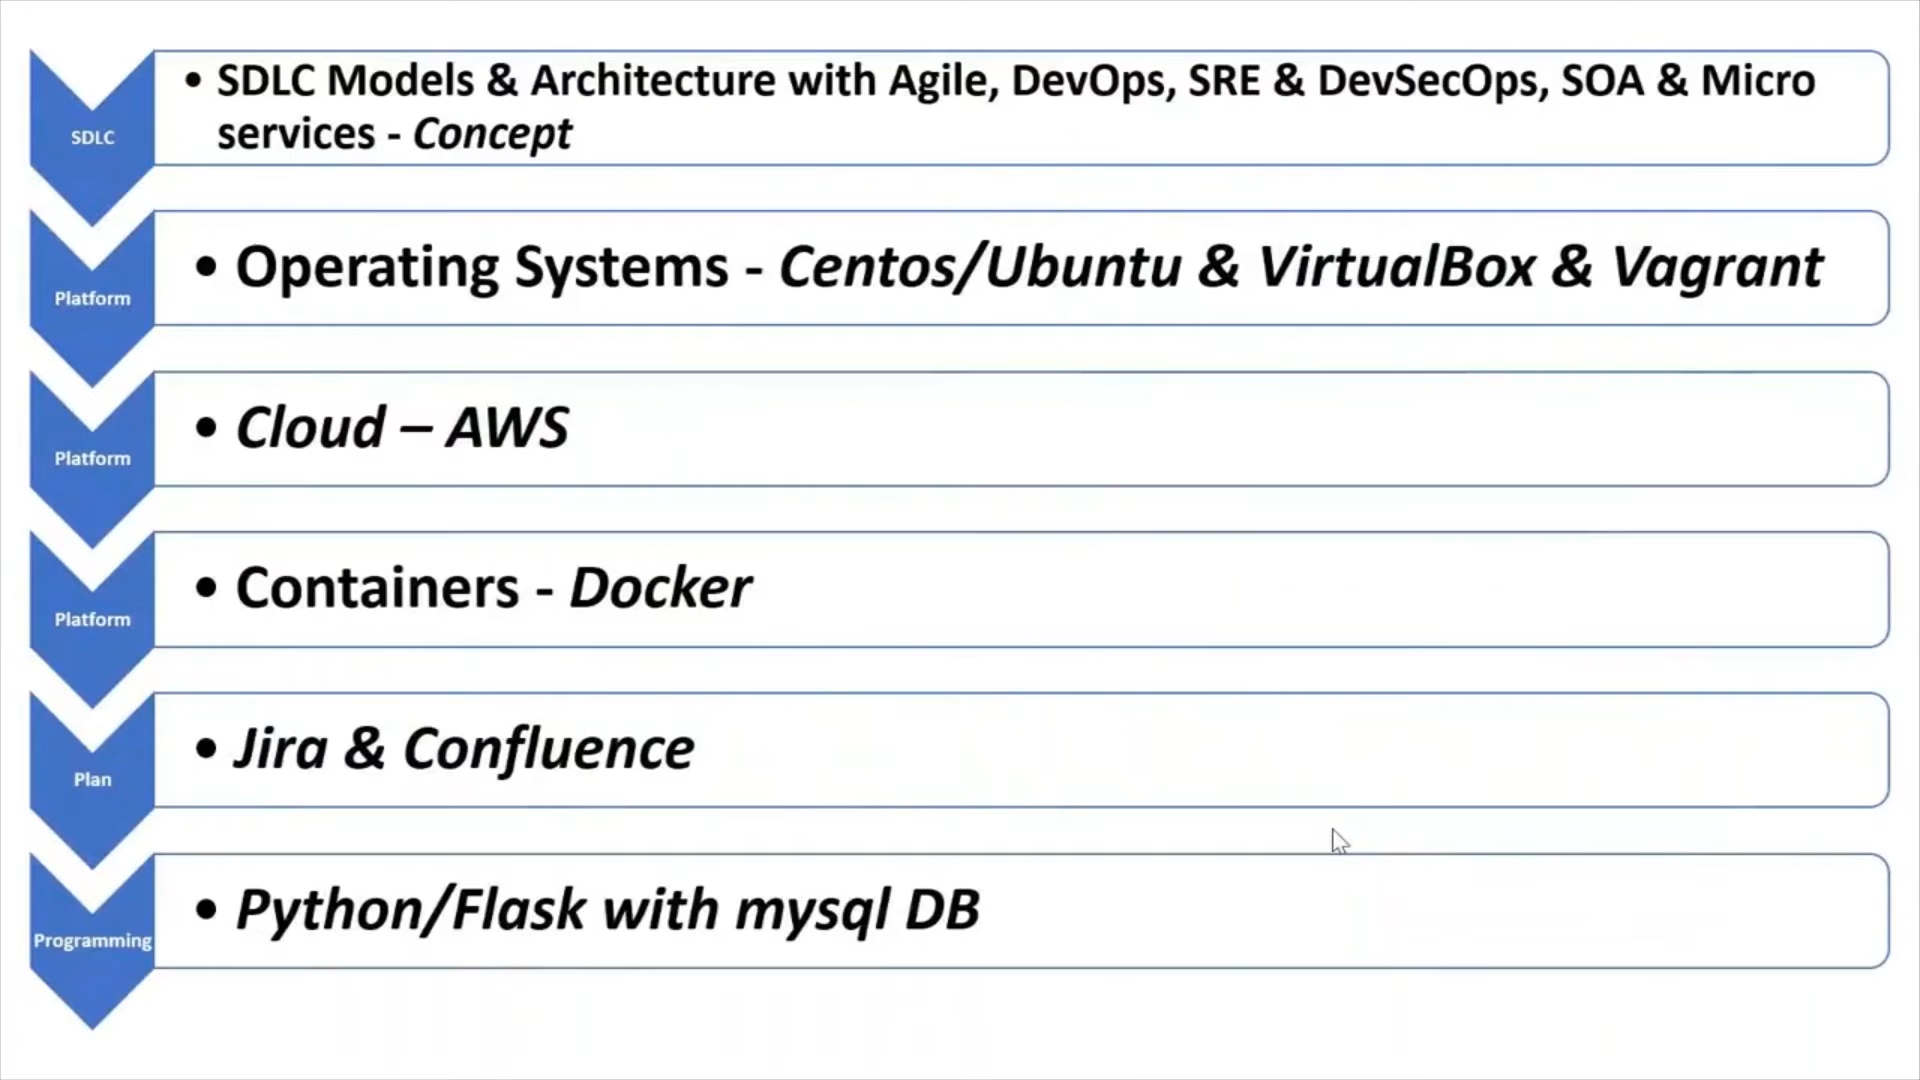 SDLC
• SDLC Models & Architecture with Agile, DevOps, SRE & DevSecOps, SOA & Micro
services - Concept
Platform
• Operating Systems - Centos/Ubuntu & VirtualBox & Vagrant
Platform
• Cloud – AWS
Platform
• Containers - Docker
Plan
• Jira & Confluence
Programming
• Python/Flask with mysql DB